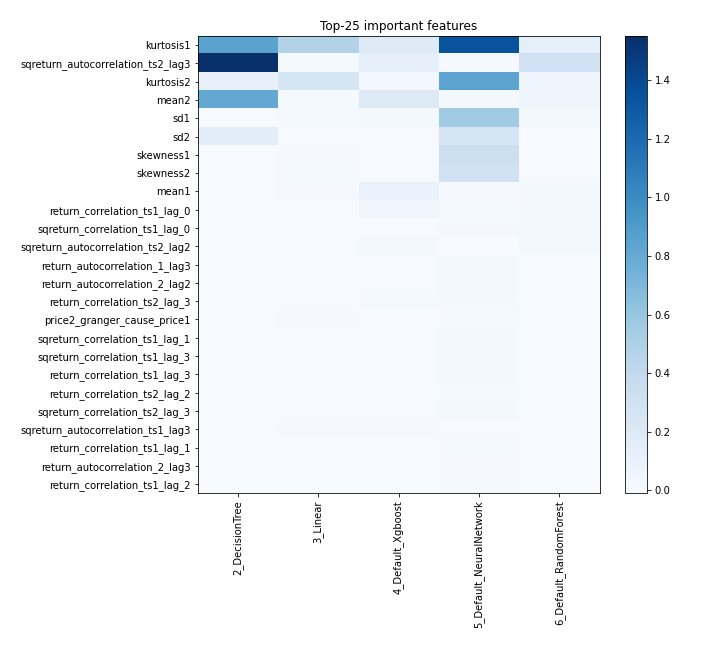 Top-25 important features
kurtosis1
sqreturn_autocorrelation_ts2_lag3
kurtosis2
mean2
sd1
sd2
skewness1
skewness2
mean1
return_correlation_ts1_lag_0
sqreturn_correlation_ts1_lag_0
sqreturn_autocorrelation_ts2_lag2
return_autocorrelation_1_lag3
return_autocorrelation_2_lag2
return_correlation_ts2_lag_3
price2_granger_cause_price1
sqreturn_correlation_ts1_lag_1
sqreturn_correlation_ts1_lag_3
return_correlation_ts1_lag_3
return_correlation_ts2_lag_2
sqreturn_correlation_ts2_lag_3
sqreturn_autocorrelation_ts1_lag3
return_correlation_ts1_lag_1
return_autocorrelation_2_lag3
return_correlation_ts1_lag_2
2_DecisionTree
3_Linear
4_Default_Xgboost
5_Default_NeuralNetwork
6_Default_RandomForest
1.4
1.2
1.0
0.8
0.6
0.4
0.2
0.0